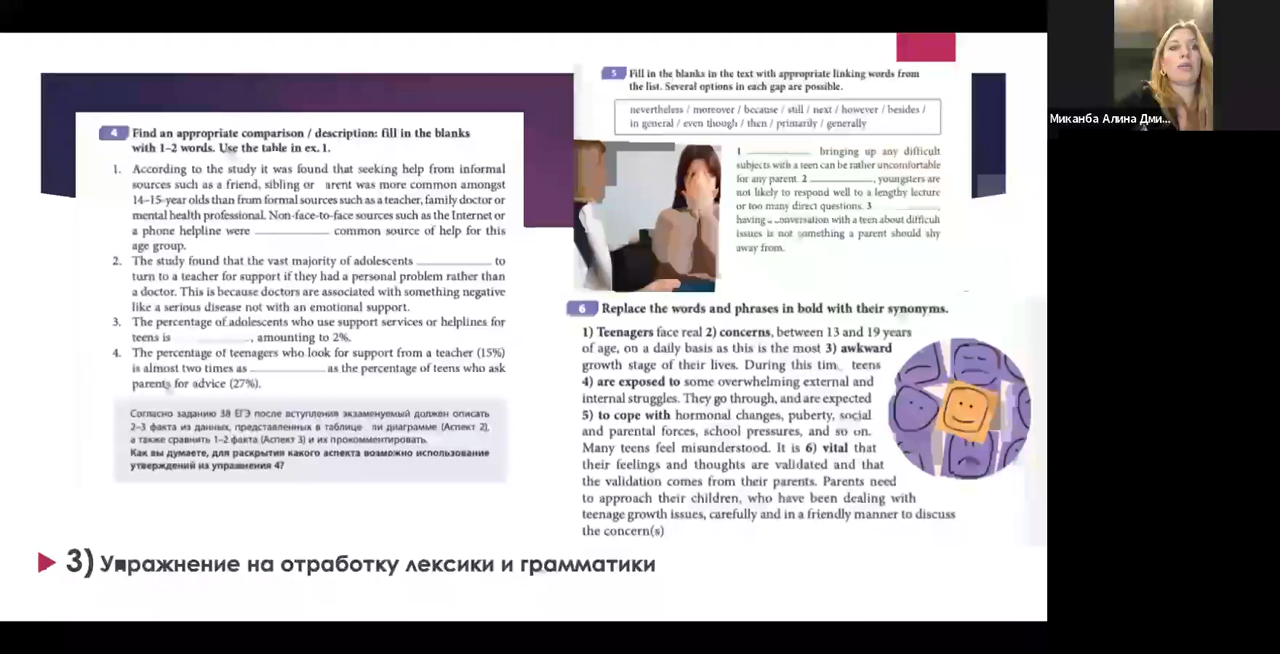 4 Find an appropriate comparison / description: fill in the blanks
with 1–2 words. Use the table in ex. 1.
1. According to the study it was found that seeking help from informal
sources such as a friend, sibling or arent was more common amongst
14–15-year olds than from formal sources such as a teacher, family doctor or
mental health professional. Non-face-to-face sources such as the Internet or
a phone helpline were ____________ common source of help for this
age group.
2. The study found that the vast majority of adolescents ____________ to
turn to a teacher for support if they had a personal problem rather than
a doctor. This is because doctors are associated with something negative
like a serious disease not with an emotional support.
3. The percentage of adolescents who use support services or helplines for
teens is ____________, amounting to 2%.
4. The percentage of teenagers who look for support from a teacher (15%)
is almost two times as ____________ as the percentage of teens who ask
parents for advice (27%).
Согласно заданию 38 ЕГЭ после вступления экзаменуемый должен описать
2–3 факта из данных, представленных в таблице ли диаграмме (Аспект 2),
а также сравнить 1–2 факта (Аспект 3) и их прокомментировать.
Как вы думаете, для раскрытия какого аспекта возможно использование
утверждений из упражнения 4?
5 Fill in the blanks in the text with appropriate linking words from
the list. Several options in each gap are possible.
nevertheless / moreover / because / still / next / however / besides /
in general / even though / then / primarily / generally
1 ____________ bringing up any difficult
subjects with a teen can be rather uncomfortable
for any parent. 2 ____________, youngsters are
not likely to respond well to a lengthy lecture
or too many direct questions. 3 ____________,
having onversation with a teen about difficult
issues is not something a parent should shy
away from.
6 Replace the words and phrases in bold with their synonyms.
1) Teenagers face real 2) concerns, between 13 and 19 years
of age, on a daily basis as this is the most 3) awkward
growth stage of their lives. During this tim teens
4) are exposed to some overwhelming external and
internal struggles. They go through, and are expected
5) to cope with hormonal changes, puberty, social
and parental forces, school pressures, and so on.
Many teens feel misunderstood. It is 6) vital that
their feelings and thoughts are validated and that
the validation comes from their parents. Parents need
to approach their children, who have been dealing with
teenage growth issues, carefully and in a friendly manner to discuss
the concern(s)
3) Упражнение на отработку лексики и грамматики
Миканба Алина Дми...